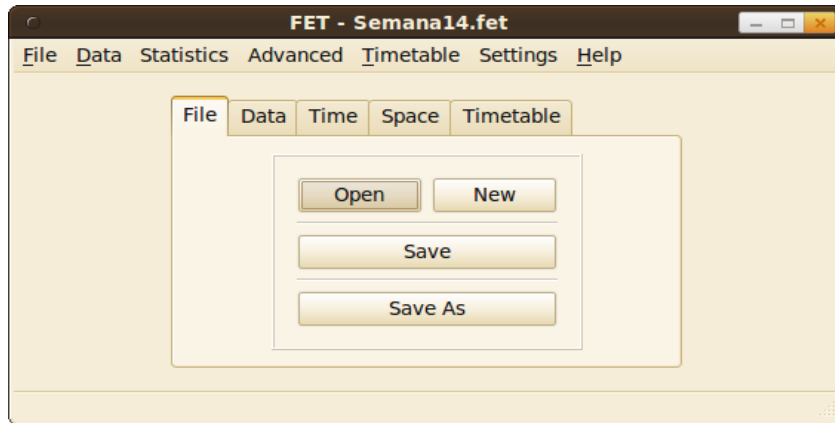 FET - Semana14.fet
File Data Statistics Advanced Timetable Settings Help
File Data Time Space Timetable
Open New
Save
Save As